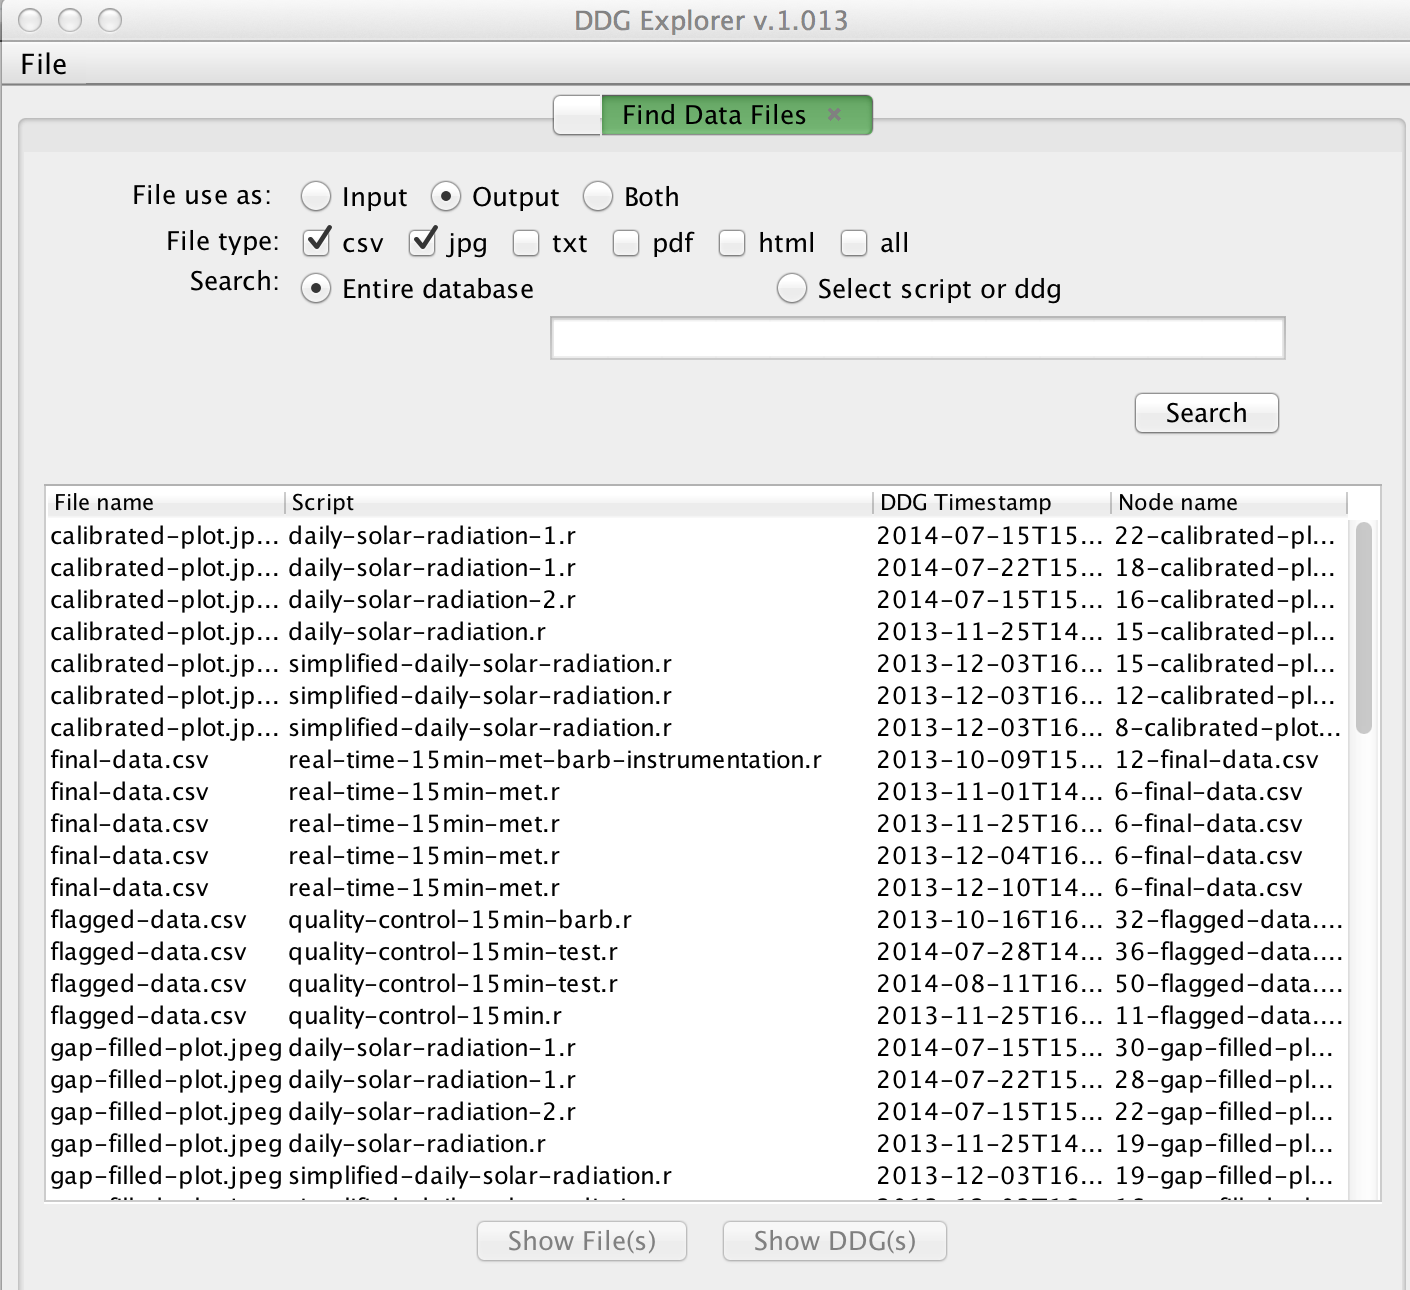 DDG Explorer v.1.013
File
Find Data Files
File use as: Input Output Both
File type: csv jpg txt pdf html all
Search: Entire database Select script or ddg
Search
File name Script DDG Timestamp Node name
calibrated-plot.jp... daily-solar-radiation-1.r 2014-07-15T15... 22-calibrated-pl...
calibrated-plot.jp... daily-solar-radiation-1.r 2014-07-22T15... 18-calibrated-pl...
calibrated-plot.jp... daily-solar-radiation-2.r 2014-07-15T15... 16-calibrated-pl...
calibrated-plot.jp... daily-solar-radiation.r 2013-11-25T14... 15-calibrated-pl...
calibrated-plot.jp... simplified-daily-solar-radiation.r 2013-12-03T16... 15-calibrated-pl...
calibrated-plot.jp... simplified-daily-solar-radiation.r 2013-12-03T16... 12-calibrated-pl...
calibrated-plot.jp... simplified-daily-solar-radiation.r 2013-12-03T16... 8-calibrated-plot...
final-data.csv real-time-15min-met-barb-instrumentation.r 2013-10-09T15... 12-final-data.csv
final-data.csv real-time-15min-met.r 2013-11-01T14... 6-final-data.csv
final-data.csv real-time-15min-met.r 2013-11-25T16... 6-final-data.csv
final-data.csv real-time-15min-met.r 2013-12-04T16... 6-final-data.csv
final-data.csv real-time-15min-met.r 2013-12-10T14... 6-final-data.csv
flagged-data.csv quality-control-15min-barb.r 2013-10-16T16... 32-flagged-data....
flagged-data.csv quality-control-15min-test.r 2014-07-28T14... 36-flagged-data....
flagged-data.csv quality-control-15min-test.r 2014-08-11T16... 50-flagged-data....
flagged-data.csv quality-control-15min.r 2013-11-25T16... 11-flagged-data....
gap-filled-plot.jpeg daily-solar-radiation-1.r 2014-07-15T15... 30-gap-filled-pl...
gap-filled-plot.jpeg daily-solar-radiation-1.r 2014-07-22T15... 28-gap-filled-pl...
gap-filled-plot.jpeg daily-solar-radiation-2.r 2014-07-15T15... 22-gap-filled-pl...
gap-filled-plot.jpeg daily-solar-radiation.r 2013-11-25T14... 19-gap-filled-pl...
gap-filled-plot.jpeg simplified-daily-solar-radiation.r 2013-12-03T16... 19-gap-filled-pl...
Show File(s) Show DDG(s)